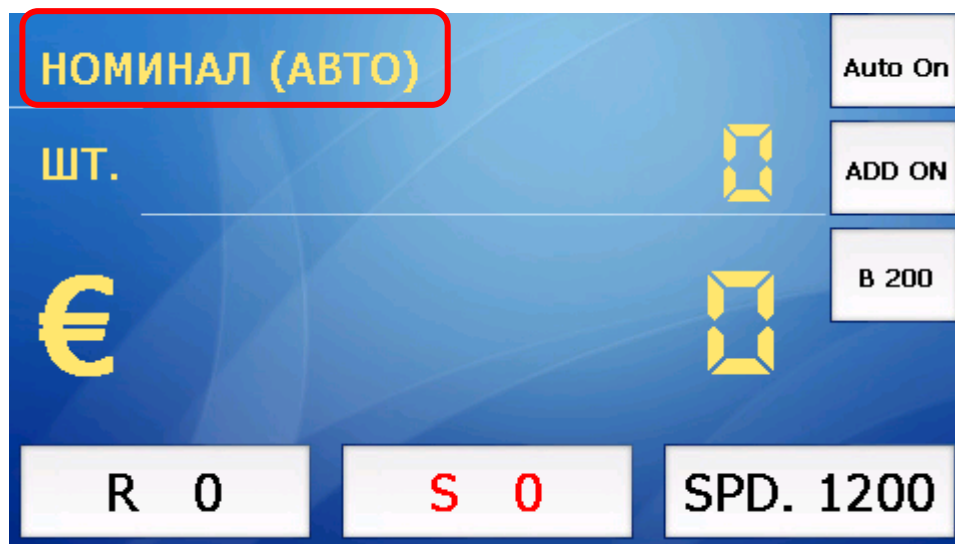 НОМИНАЛ (АВТО)
Auto On
ШТ.
0
ADD ON
B 200
€
0
R 0
S 0
SPD. 1200